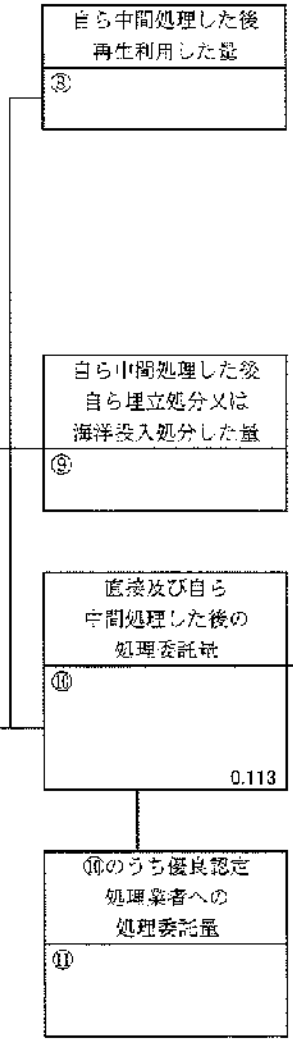 自ら中間処理した後
再生利用した量
⑧
自ら中間処理した後
自ら埋立処分又は
海洋投入処分した量
⑨
直接及び自ら
中間処理した後の
処理委託量
⑩
0.113
⑩のうち優良認定
処理業者への
処理委託量
⑪